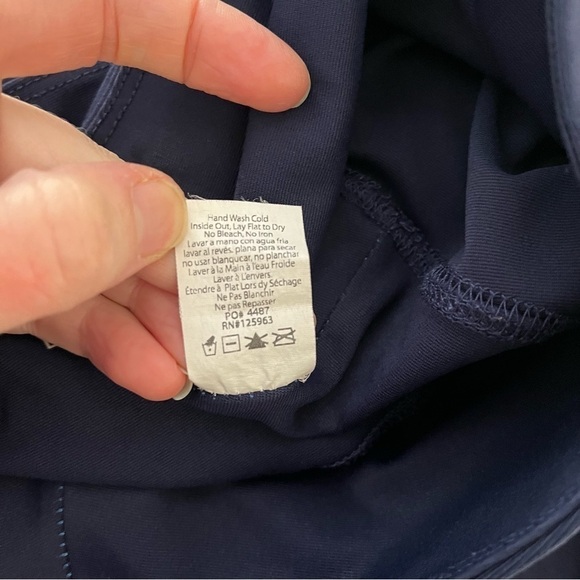 Hand Wash Cold
Inside Out, Lay Flat to Dry
No Bleach, No Iron
Lavar a mano con agua fria
lavar al revés, plana para secar
no usar blanquear, no planchar
Laver à la Main à l'eau Froide
Laver à L'envers.
Étendre à Plat Lors dy Séchage
Ne Pas Blanchir
Ne Pas Repasser
PO# 4487
RN#125963